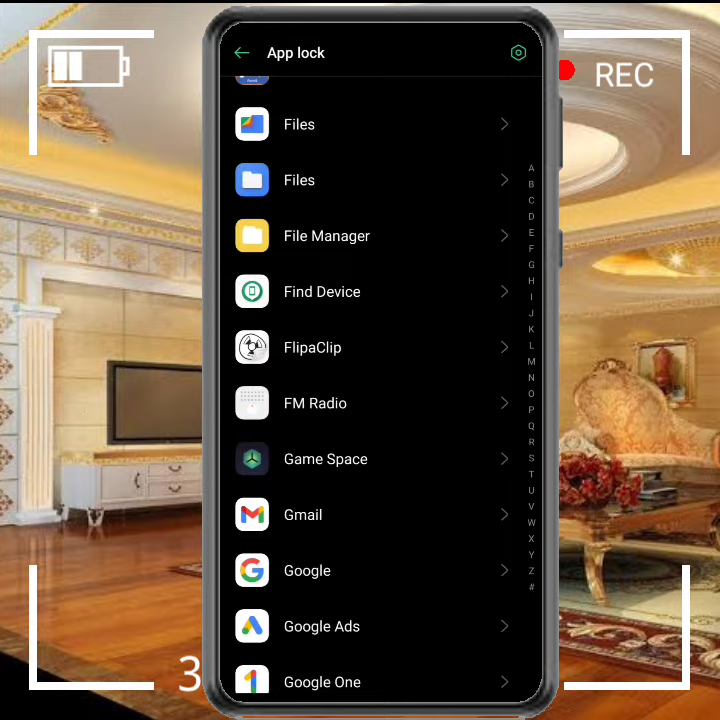 App lock
REC
Files
Files
File Manager
Find Device
FlipaClip
FM Radio
Game Space
Gmail
Google
Google Ads
Google One
A
B
C
D
E
F
G
H
I
J
K
L
M
N
O
P
Q
R
S
T
U
V
W
X
Y
Z
#
3